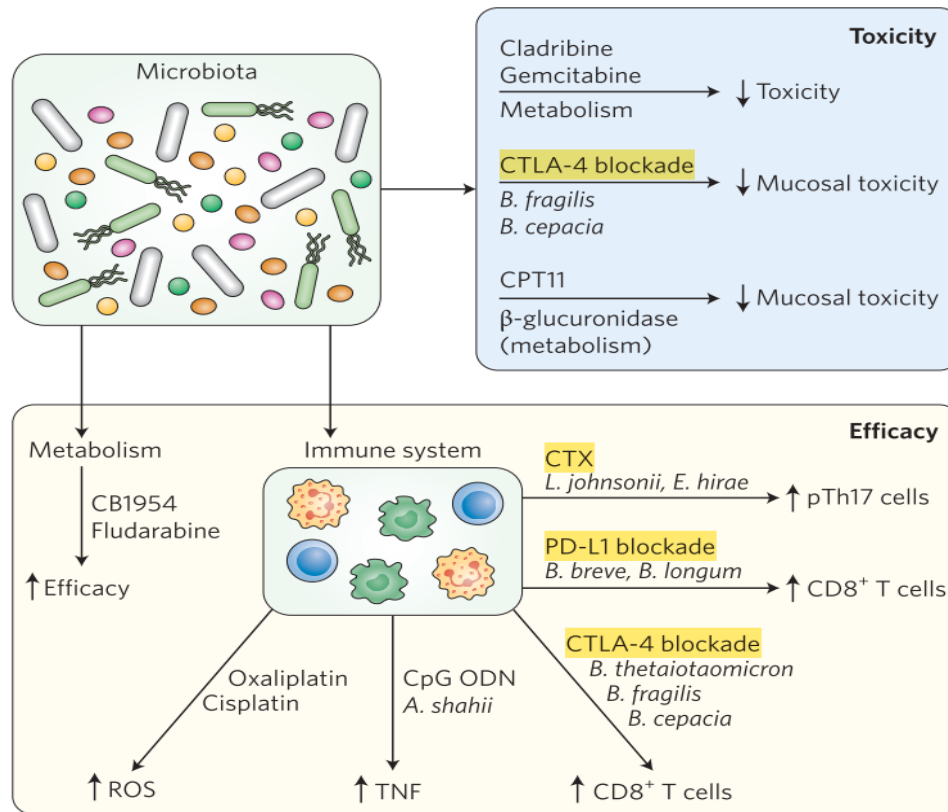 Microbiota
Toxicity
Cladribine
Gemcitabine
Metabolism
↓ Toxicity
CTLA-4 blockade
B. fragilis
B. cepacia
↓ Mucosal toxicity
CPT11
β-glucuronidase
(metabolism)
↓ Mucosal toxicity
Efficacy
Metabolism
CB1954
Fludarabine
↑ Efficacy
Immune system
CTX
L. johnsonii, E. hirae
↑ pTh17 cells
PD-L1 blockade
B. breve, B. longum
↑ CD8⁺ T cells
CTLA-4 blockade
B. thetaiotaomicron
B. fragilis
B. cepacia
↑ CD8⁺ T cells
CpG ODN
A. shahii
↑ TNF
Oxaliplatin
Cisplatin
↑ ROS